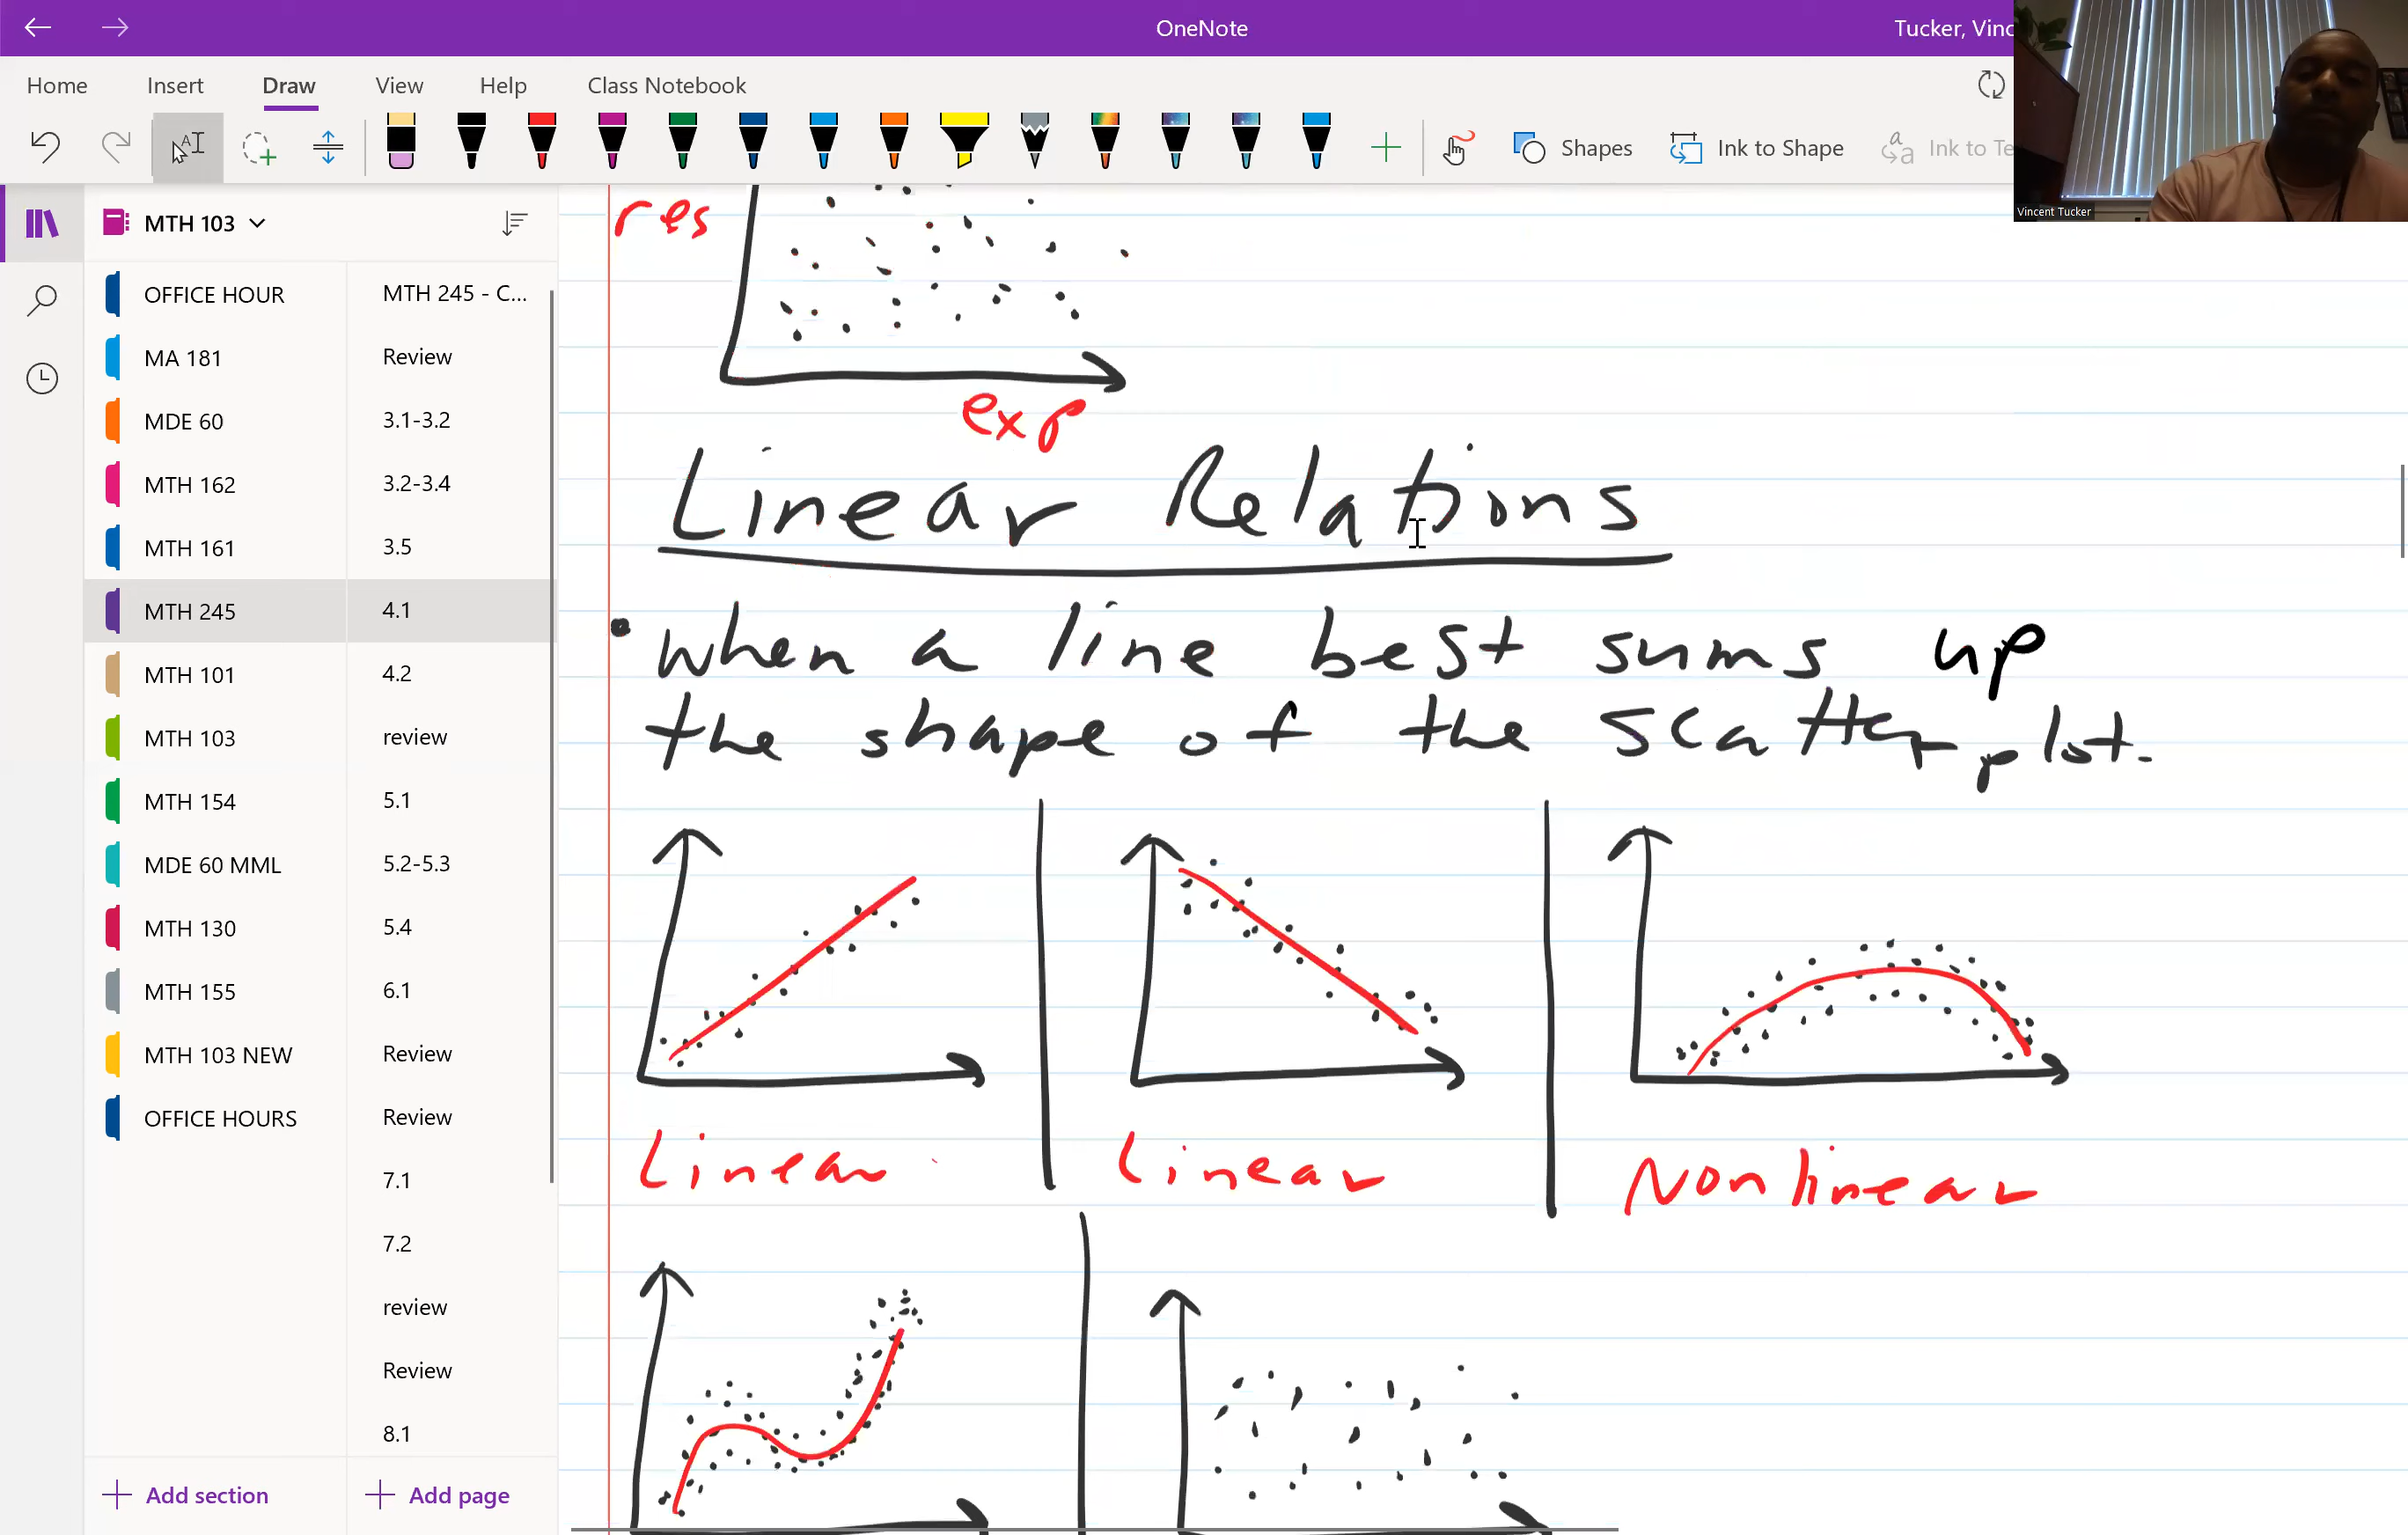 OneNote
Tucker, Vinc
Home Insert Draw View Help Class Notebook
Shapes Ink to Shape Ink to Te
Vincent Tucker
MTH 103
OFFICE HOUR
MA 181
MDE 60
MTH 162
MTH 161
MTH 245
MTH 101
MTH 103
MTH 154
MDE 60 MML
MTH 130
MTH 155
MTH 103 NEW
OFFICE HOURS
Add section
MTH 245 - C...
Review
3.1-3.2
3.2-3.4
3.5
4.1
4.2
review
5.1
5.2-5.3
5.4
6.1
Review
Review
7.1
7.2
review
Review
8.1
Add page
res
exp
Linear Relations
• when a line best sums up
the shape of the scatter plot.
Linear Linear Nonlinear